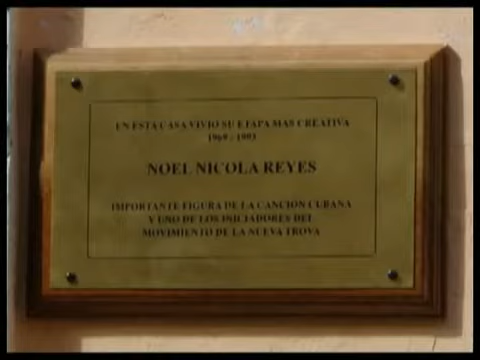 EN ESTA CASA VIVIO SU ETAPA MAS CREATIVA
1969 - 1993
NOEL NICOLA REYES
IMPORTANTE FIGURA DE LA CANCION CUBANA
Y UNO DE LOS INICIADORES DEL
MOVIMIENTO DE LA NUEVA TROVA